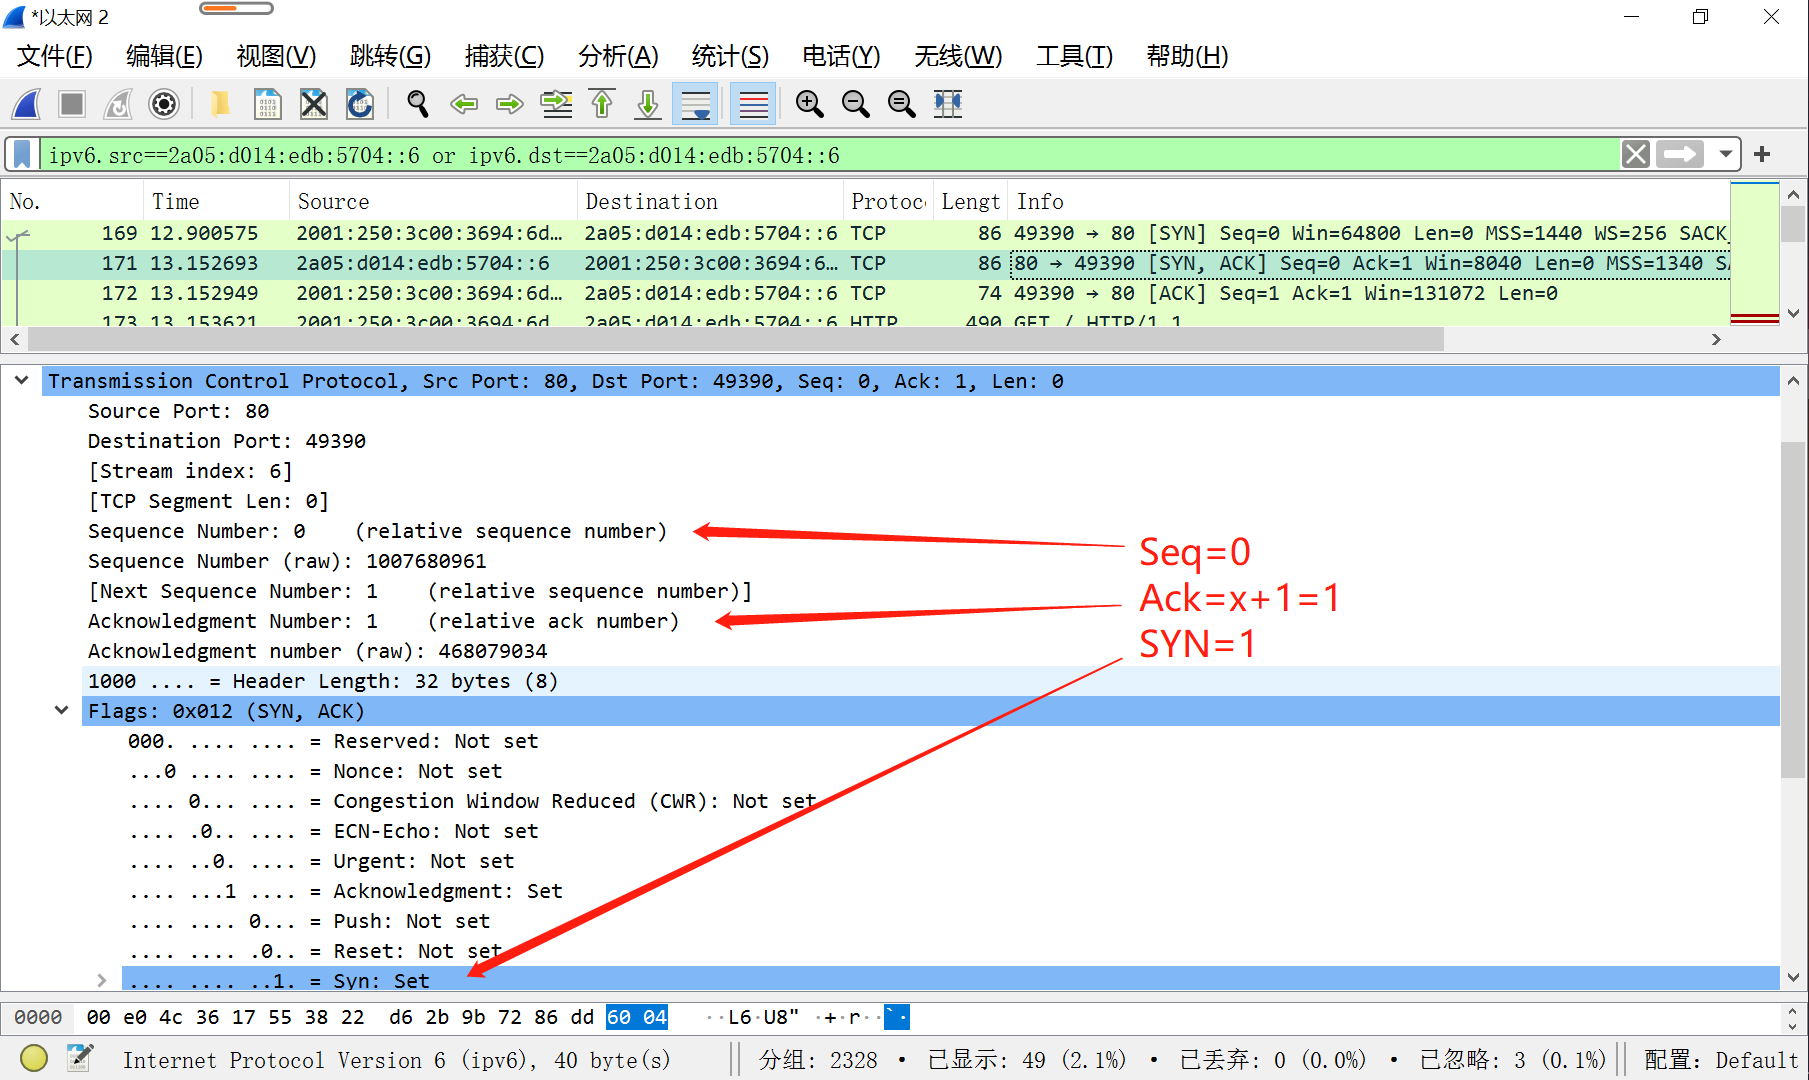 *以太网 2
文件(F) 编辑(E) 视图(V) 跳转(G) 捕获(C) 分析(A) 统计(S) 电话(Y) 无线(W) 工具(T) 帮助(H)
ipv6.src==2a05:d014:edb:5704::6 or ipv6.dst==2a05:d014:edb:5704::6
No. Time Source Destination Protoc Lengt Info
169 12.900575 2001:250:3c00:3694:6d… 2a05:d014:edb:5704::6 TCP 86 49390 → 80 [SYN] Seq=0 Win=64800 Len=0 MSS=1440 WS=256 SACK_
171 13.152693 2a05:d014:edb:5704::6 2001:250:3c00:3694:6… TCP 86 80 → 49390 [SYN, ACK] Seq=0 Ack=1 Win=8040 Len=0 MSS=1340 SA
172 13.152949 2001:250:3c00:3694:6d… 2a05:d014:edb:5704::6 TCP 74 49390 → 80 [ACK] Seq=1 Ack=1 Win=131072 Len=0
173 13.153621 2001:250:3c00:3694:6d… 2a05:d014:edb:5704::6 HTTP 490 GET / HTTP/1.1
Transmission Control Protocol, Src Port: 80, Dst Port: 49390, Seq: 0, Ack: 1, Len: 0
Source Port: 80
Destination Port: 49390
[Stream index: 6]
[TCP Segment Len: 0]
Sequence Number: 0 (relative sequence number)
Seq=0
Sequence Number (raw): 1007680961
[Next Sequence Number: 1 (relative sequence number)]
Ack=x+1=1
Acknowledgment Number: 1 (relative ack number)
SYN=1
Acknowledgment number (raw): 468079034
1000 .... = Header Length: 32 bytes (8)
Flags: 0x012 (SYN, ACK)
000. .... .... = Reserved: Not set
...0 .... .... = Nonce: Not set
.... 0... .... = Congestion Window Reduced (CWR): Not set
.... .0.. .... = ECN-Echo: Not set
.... ..0. .... = Urgent: Not set
.... ...1 .... = Acknowledgment: Set
.... .... 0... = Push: Not set
.... .... .0.. = Reset: Not set
.... .... ..1. = Syn: Set
0000 00 e0 4c 36 17 55 38 22 d6 2b 9b 72 86 dd 60 04 ··L6·U8" ·+·r··`·
Internet Protocol Version 6 (ipv6), 40 byte(s) 分组: 2328 · 已显示: 49 (2.1%) · 已丢弃: 0 (0.0%) · 已忽略: 3 (0.1%) 配置: Default